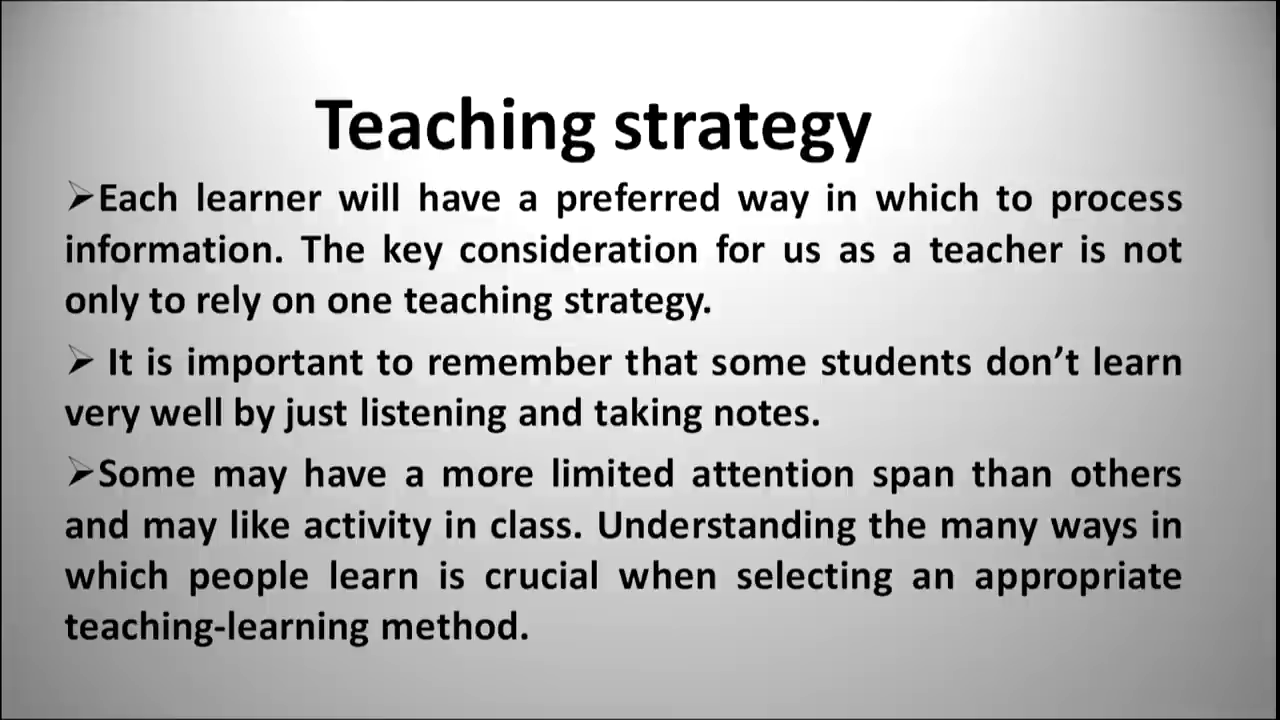 Teaching strategy
➢Each learner will have a preferred way in which to process
information. The key consideration for us as a teacher is not
only to rely on one teaching strategy.
➢ It is important to remember that some students don’t learn
very well by just listening and taking notes.
➢Some may have a more limited attention span than others
and may like activity in class. Understanding the many ways in
which people learn is crucial when selecting an appropriate
teaching-learning method.